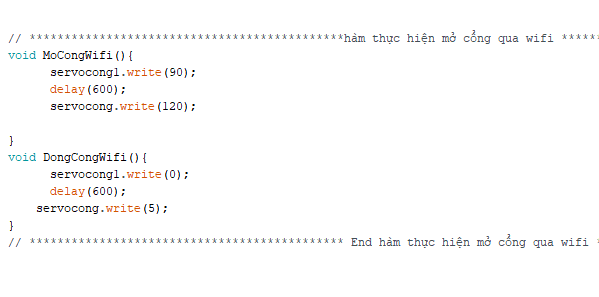 // *********************************************hàm thực hiện mở cổng qua wifi ******
void MoCongWifi(){
servocong1.write(90);
delay(600);
servocong.write(120);
}
void DongCongWifi(){
servocong1.write(0);
delay(600);
servocong.write(5);
}
// ********************************************* End hàm thực hiện mở cổng qua wifi *